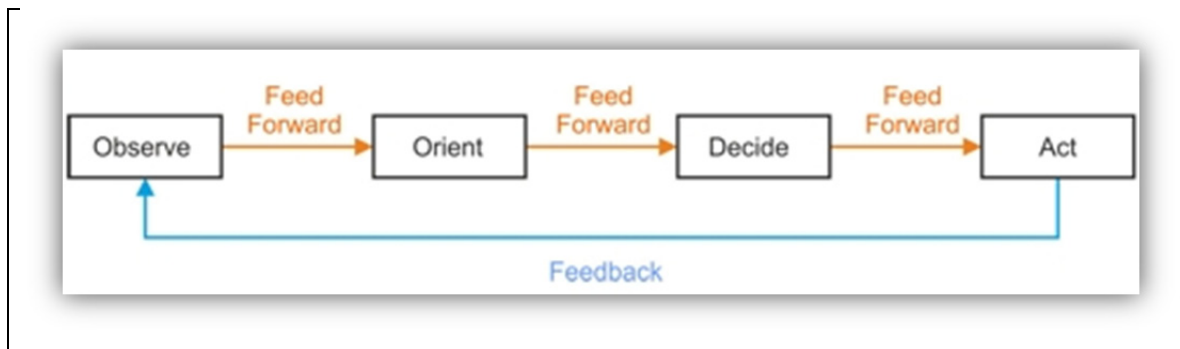 Feed
Forward
Feed
Forward
Feed
Forward
Observe
Orient
Decide
Act
Feedback